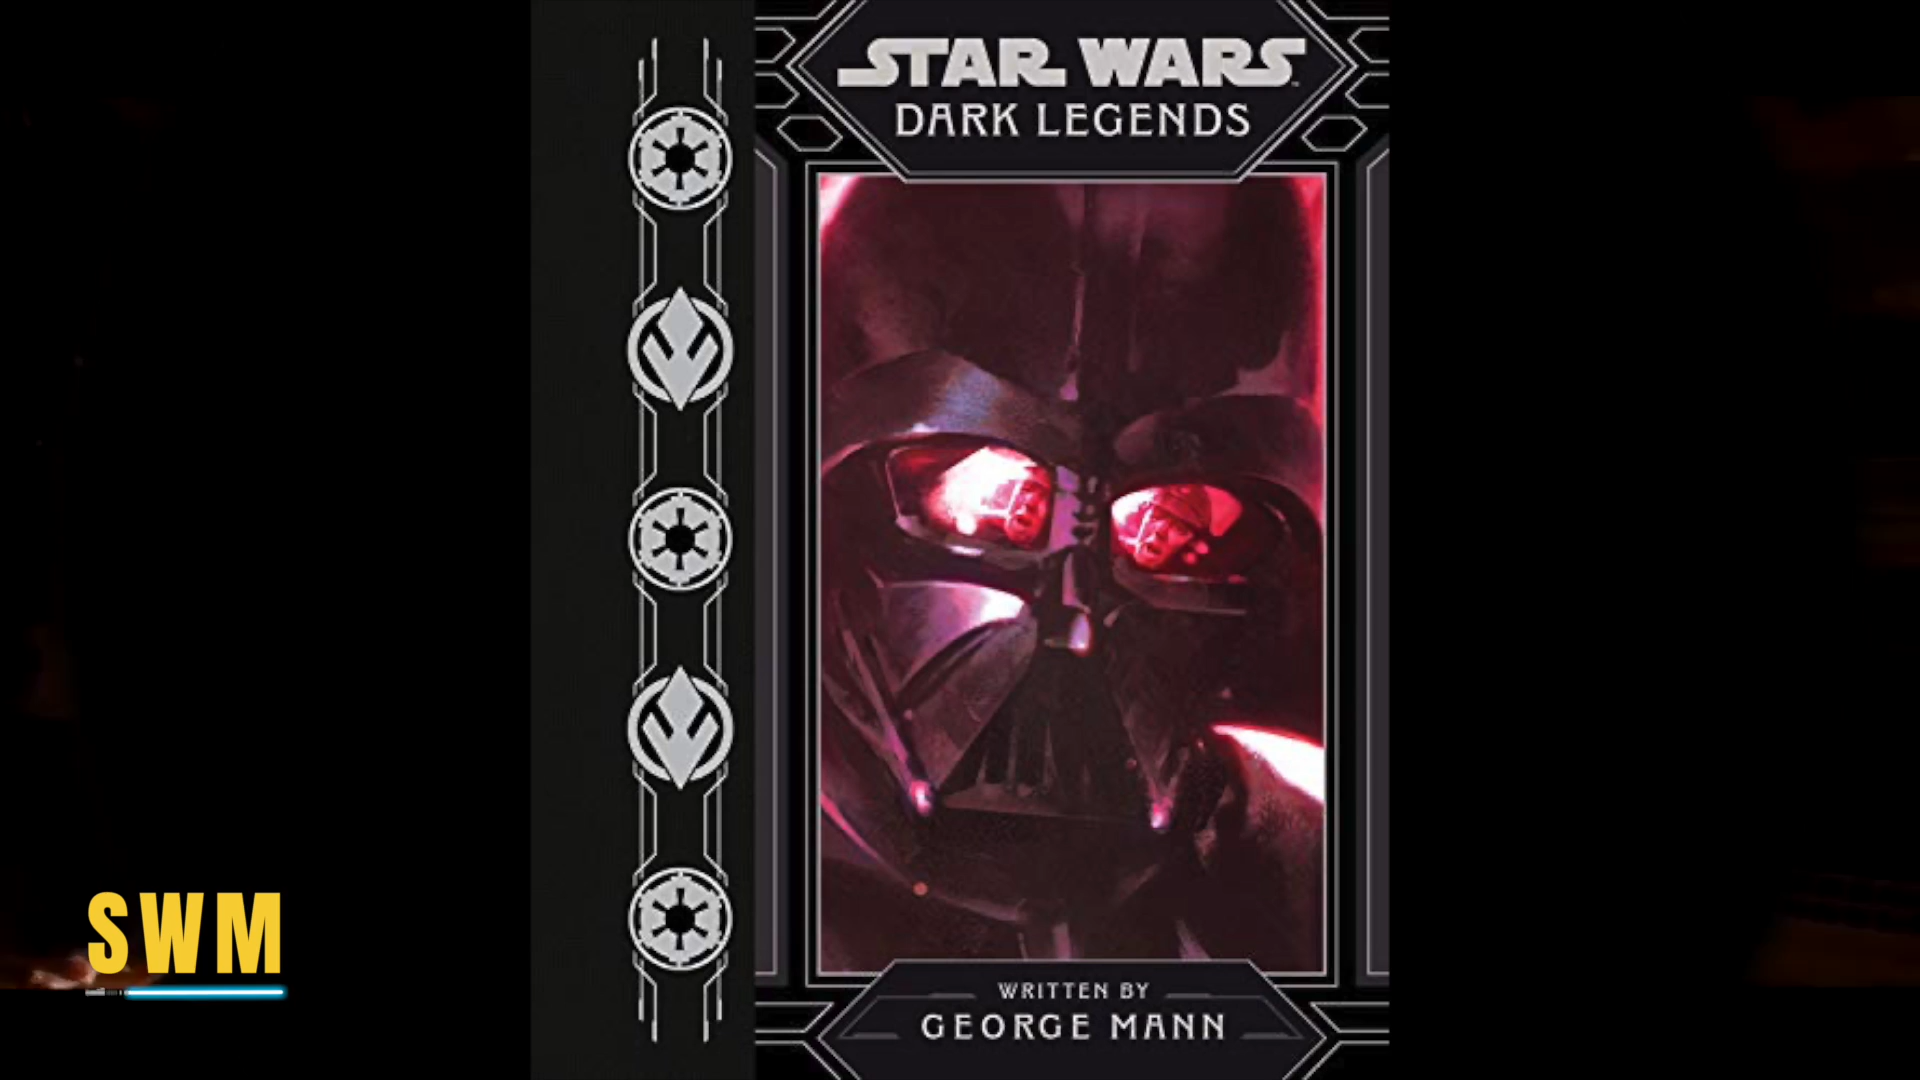 STAR WARS
DARK LEGENDS
WRITTEN BY
GEORGE MANN
SWM